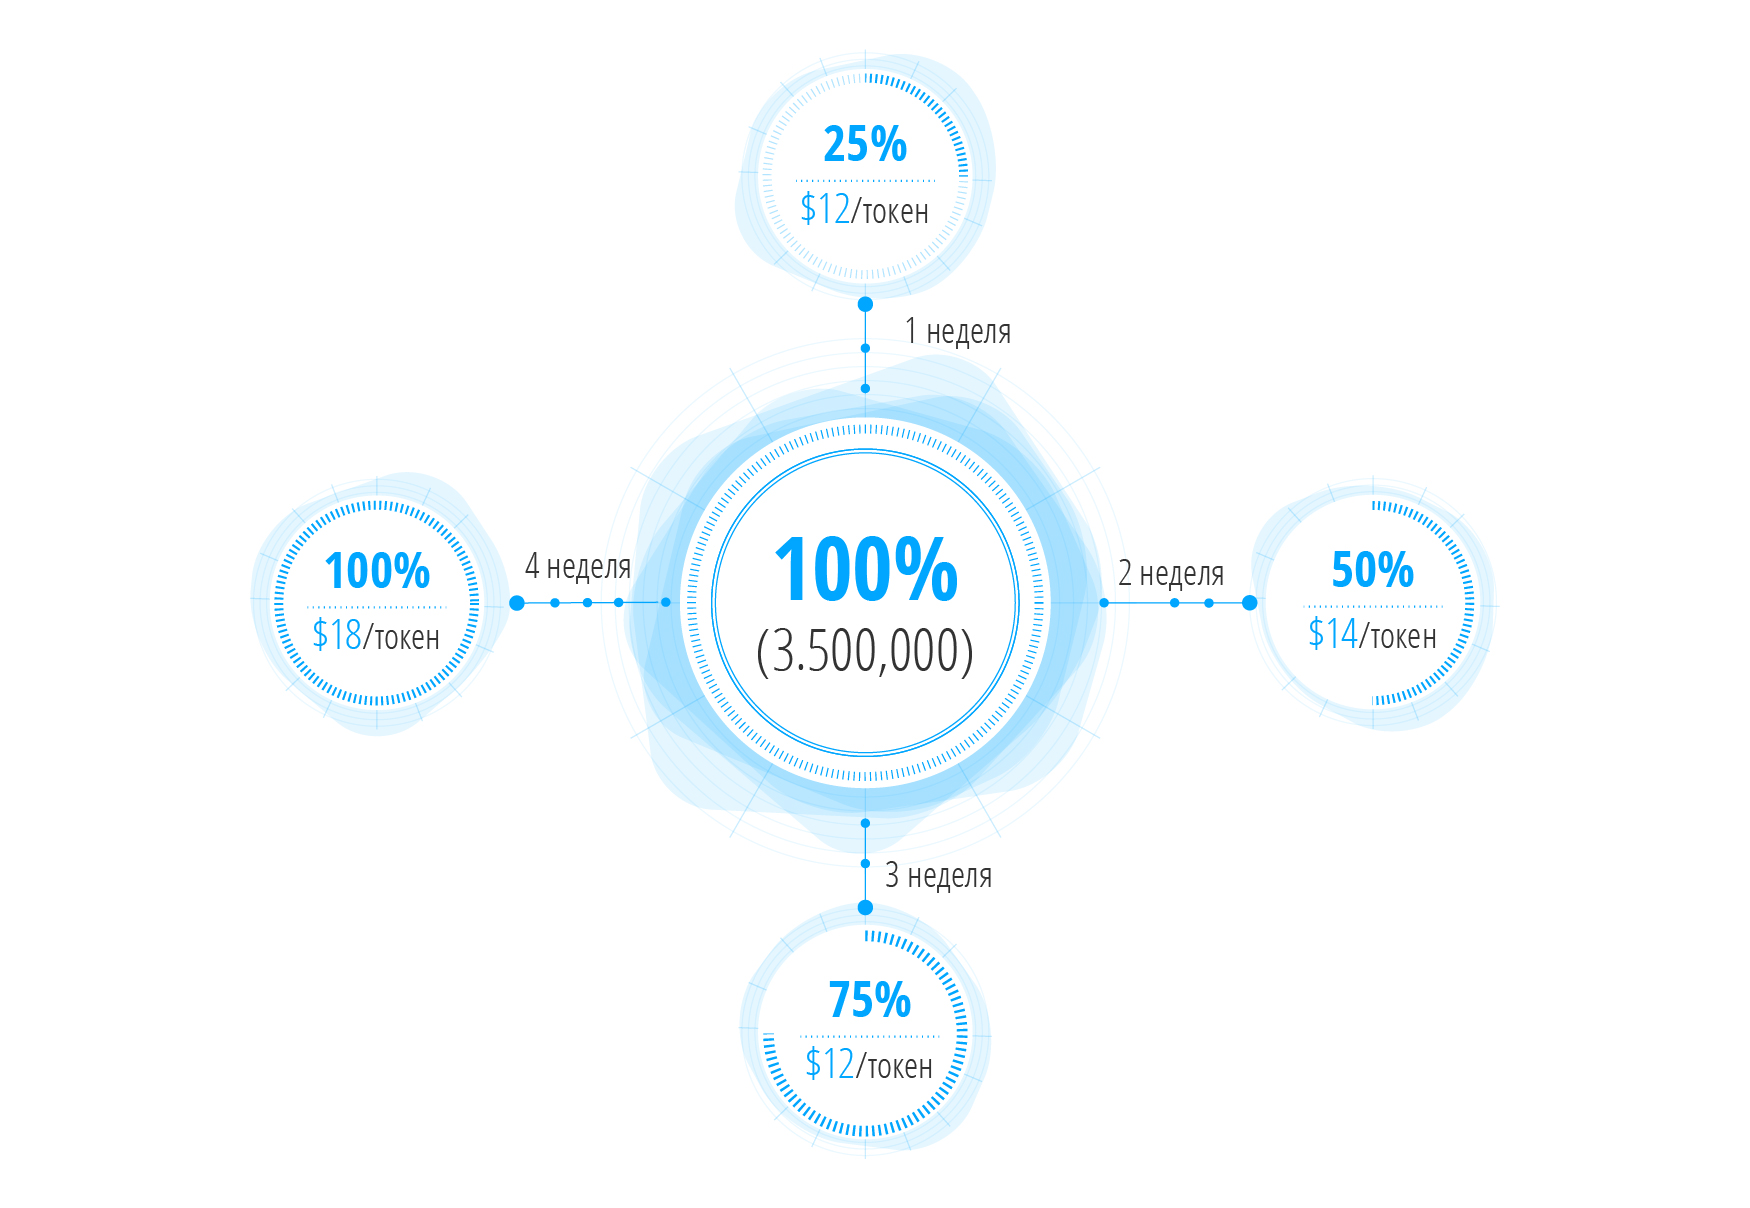 25%
$12/токен
1 неделя
100%
$18/токен
4 неделя
100%
(3.500,000)
2 неделя
50%
$14/токен
3 неделя
75%
$12/токен